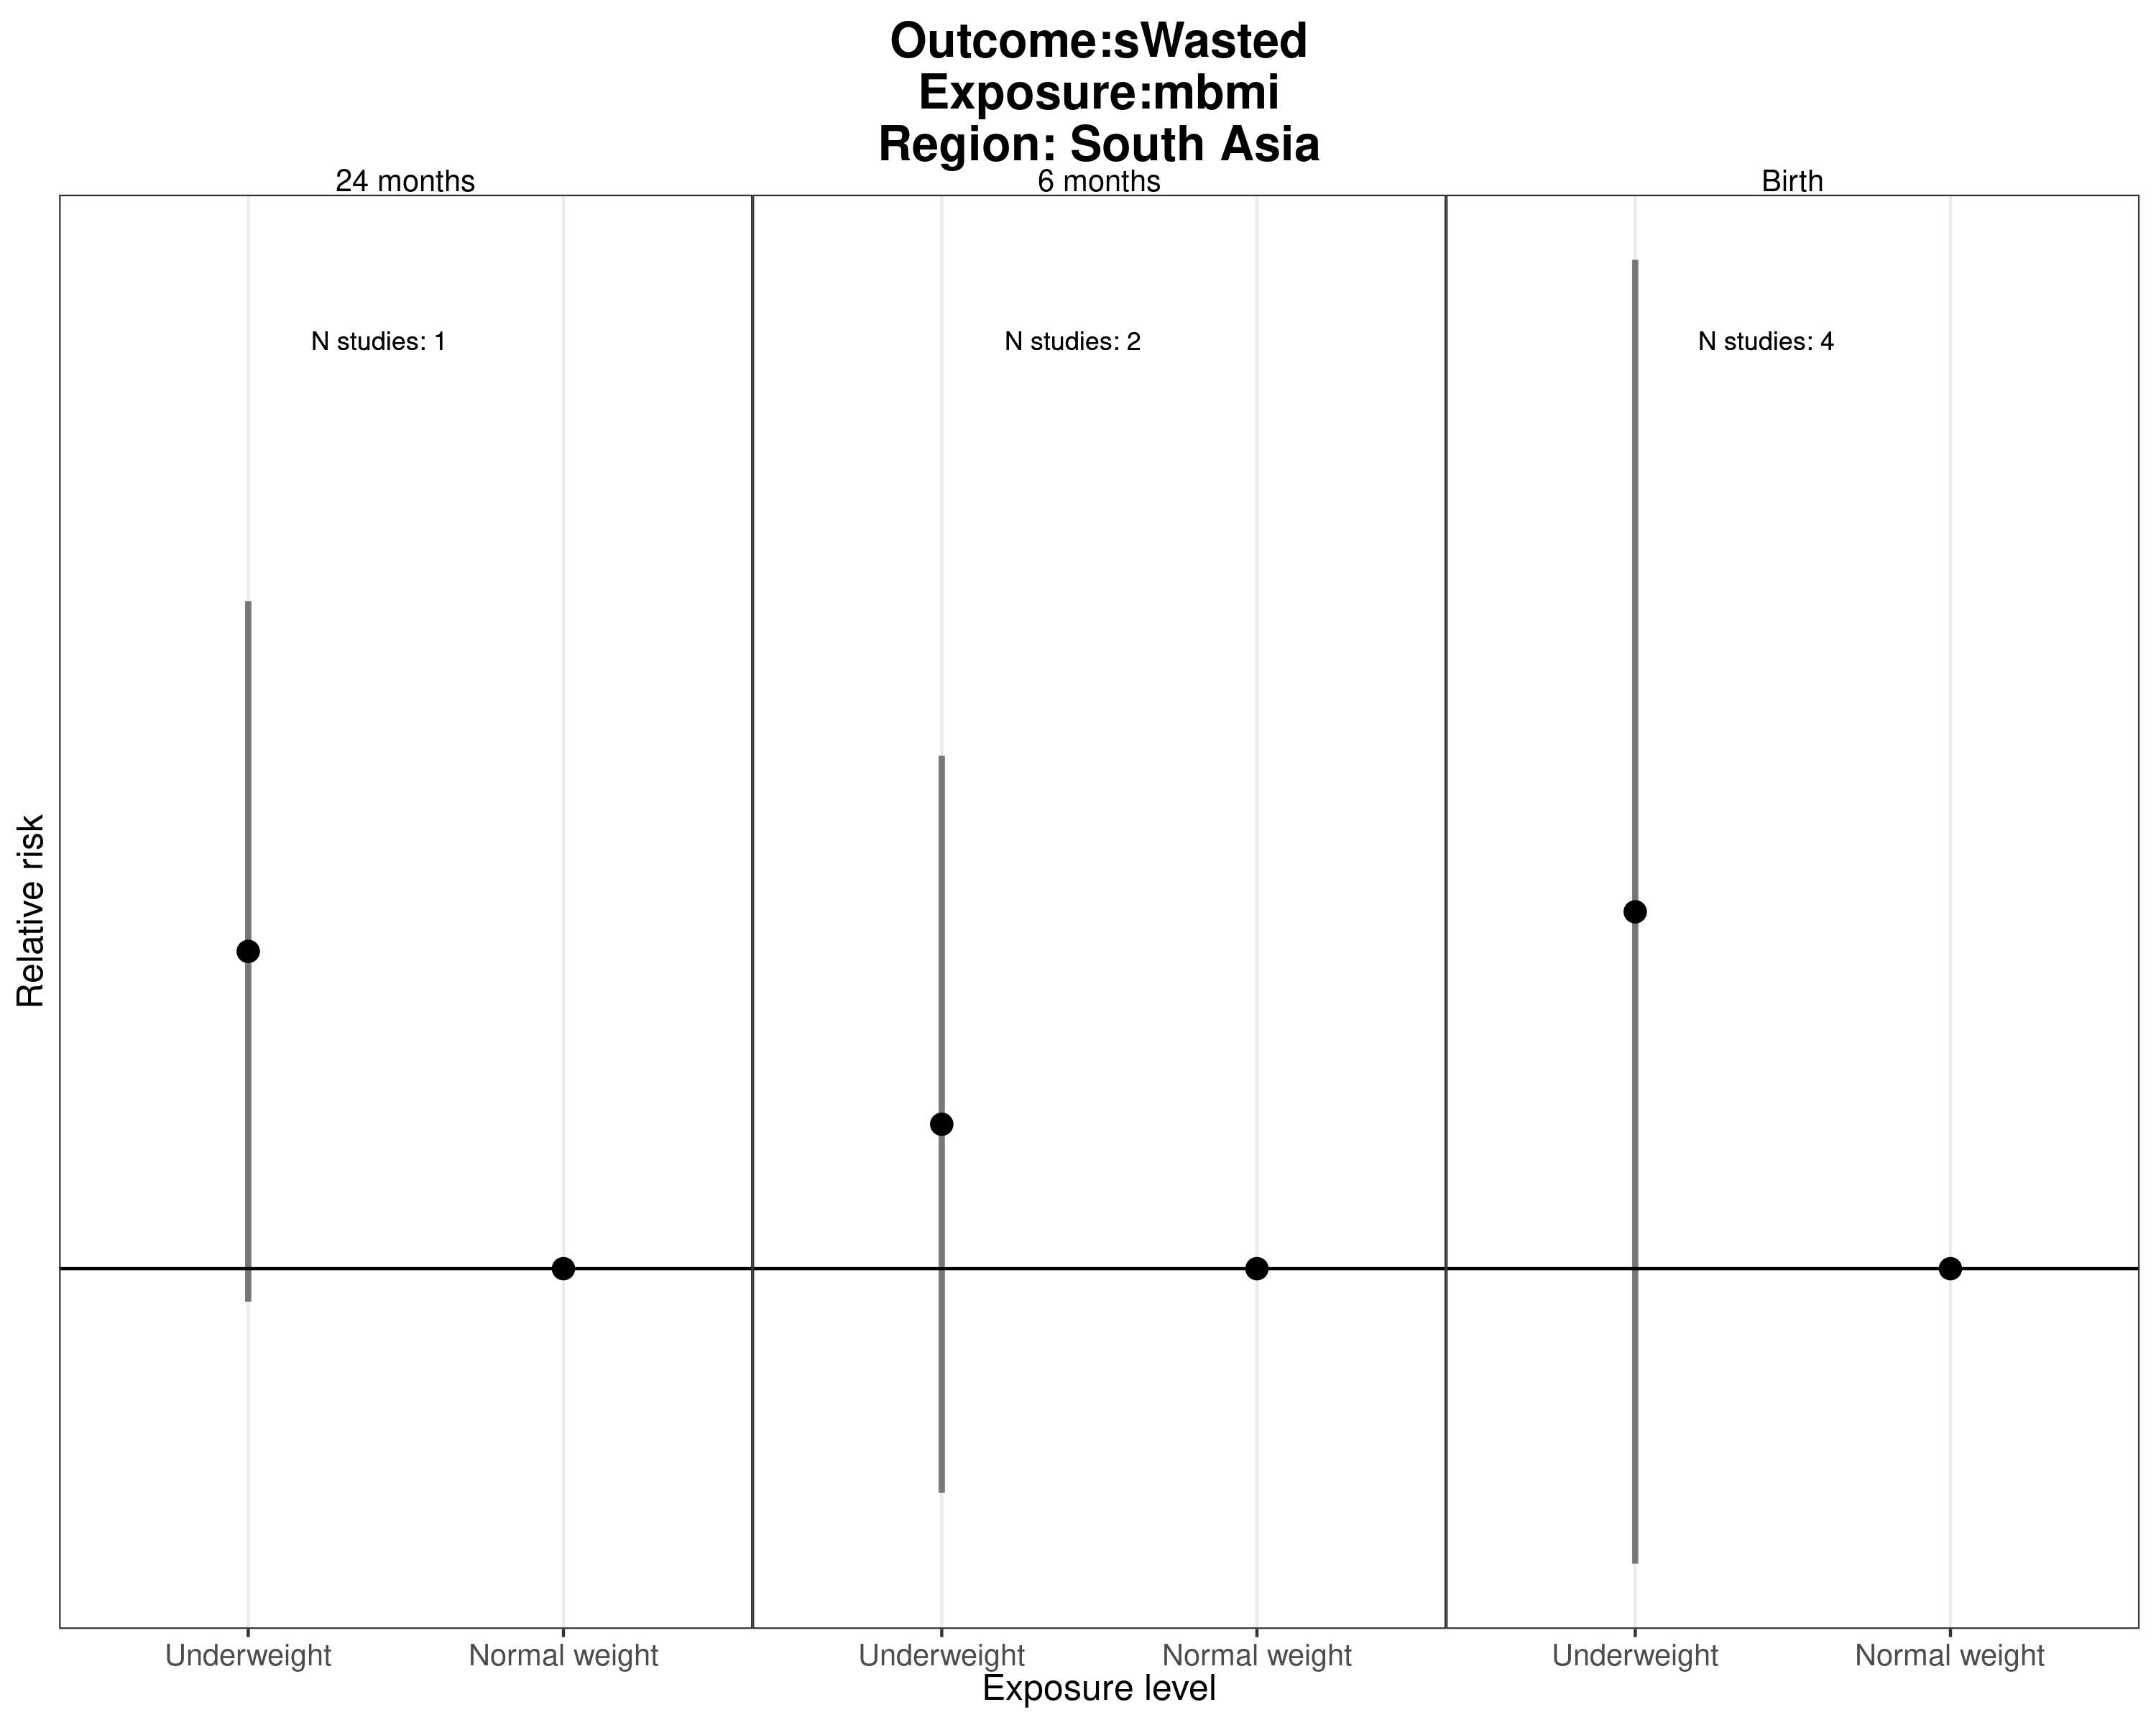 Outcome:sWasted
Exposure:mbmi
Region: South Asia
24 months
6 months
Birth
N studies: 1
N studies: 2
N studies: 4
Relative risk
Underweight
Normal weight
Underweight
Normal weight
Underweight
Normal weight
Exposure level